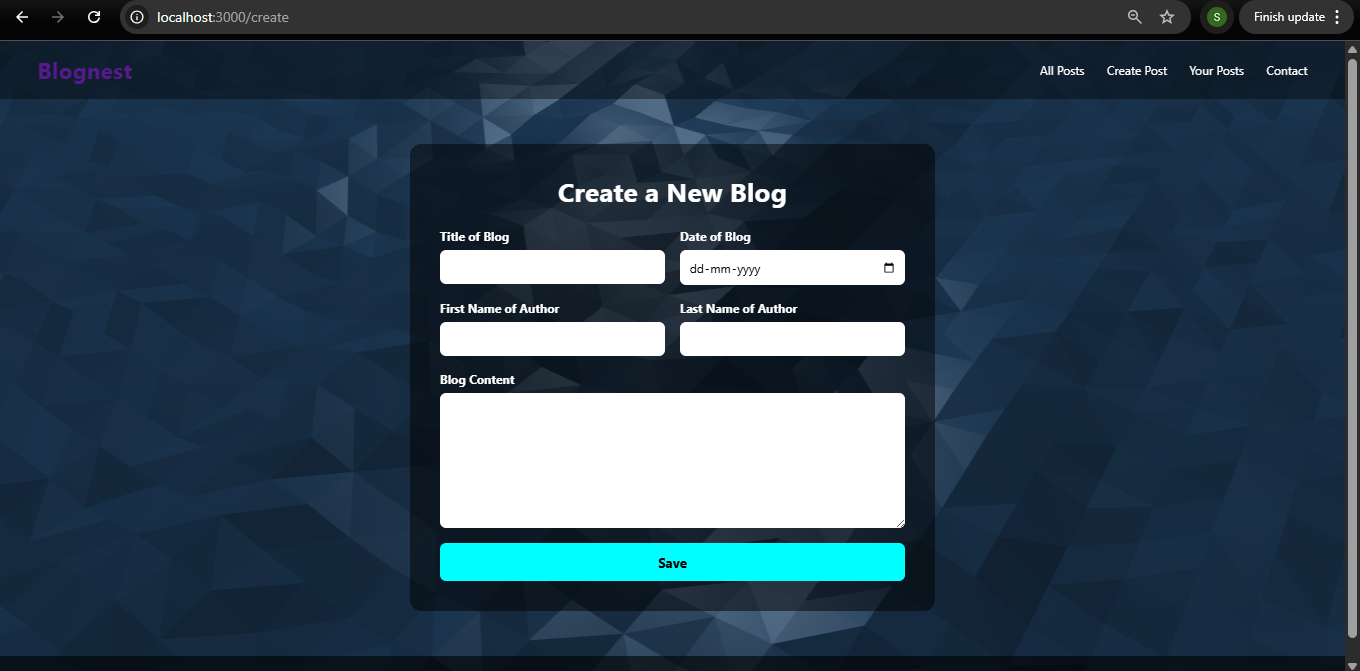 localhost:3000/create
S
Finish update
Blognest
All Posts Create Post Your Posts Contact
Create a New Blog
Title of Blog Date of Blog
dd-mm-yyyy
First Name of Author Last Name of Author
Blog Content
Save